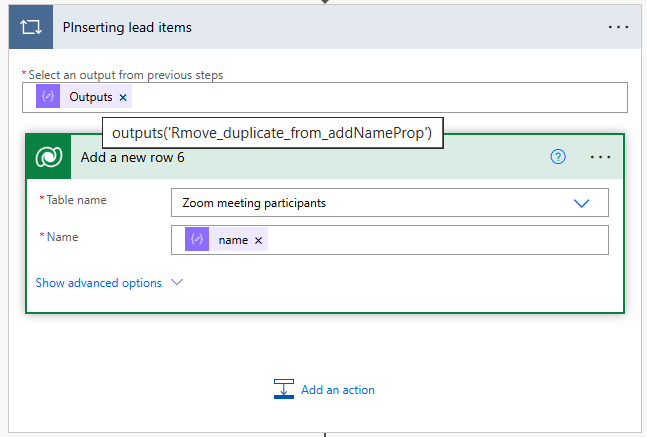 PInserting lead items
* Select an output from previous steps
Outputs
outputs('Rmove_duplicate_from_addNameProp')
Add a new row 6
* Table name
Zoom meeting participants
* Name
name
Show advanced options
Add an action